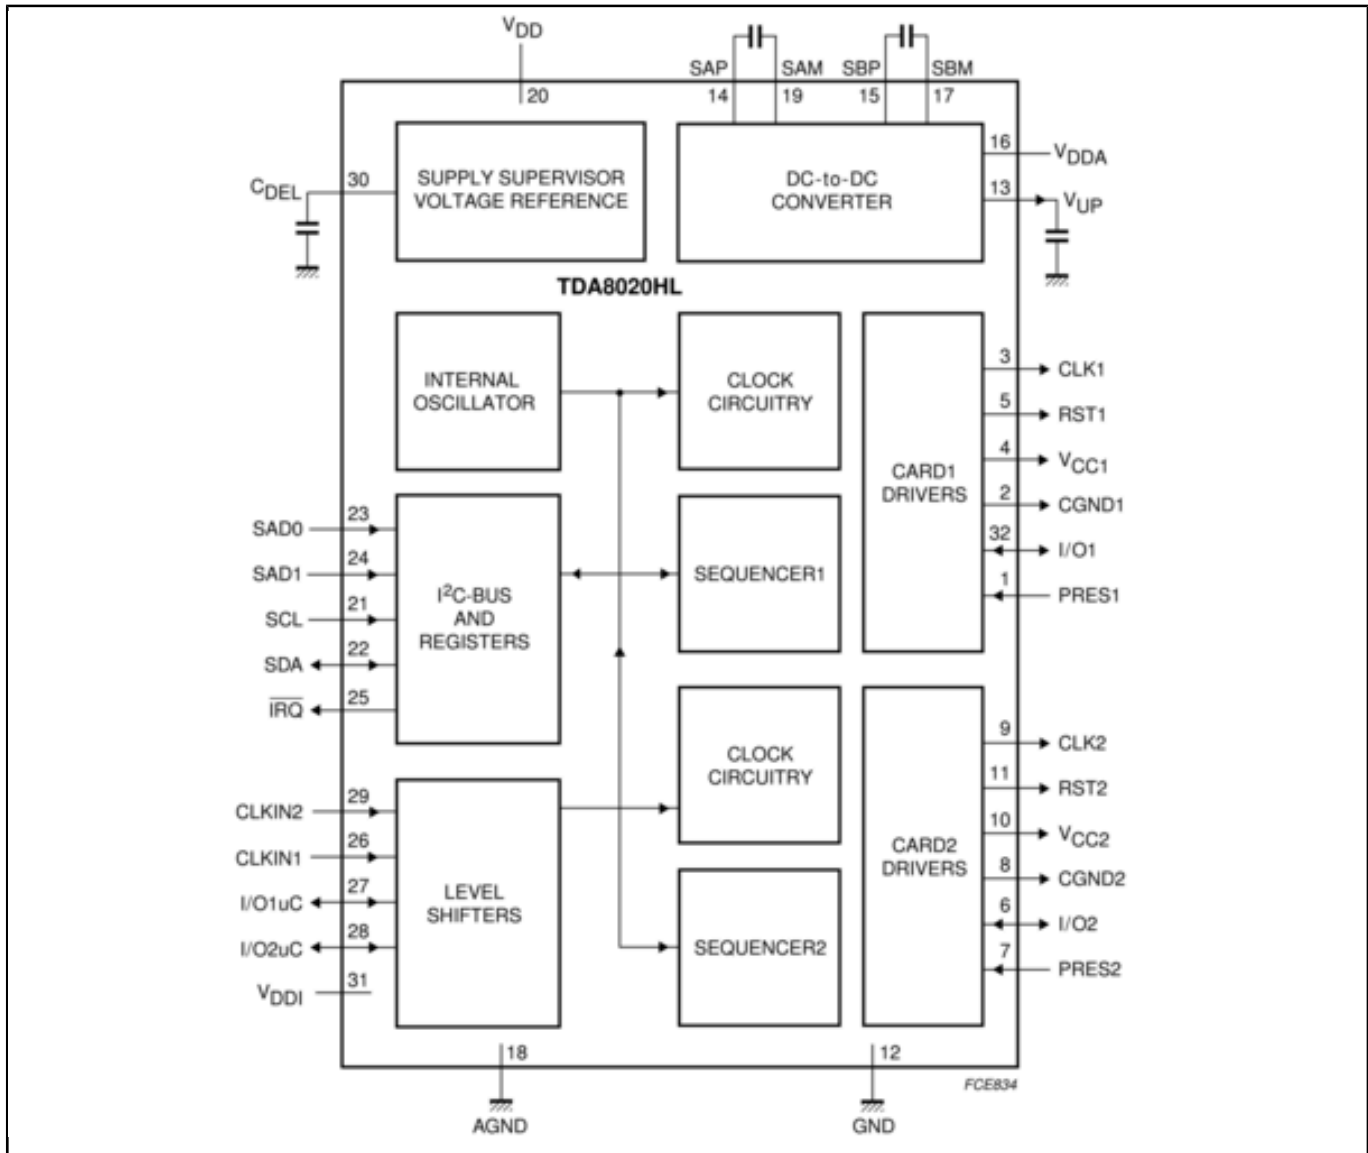 VDD
SAP SAM SBP SBM
14 19 15 17
20
16
VDDA
CDEL
30
SUPPLY SUPERVISOR
VOLTAGE REFERENCE
DC-to-DC
CONVERTER
13
VUP
TDA8020HL
INTERNAL
OSCILLATOR
CLOCK
CIRCUITRY
CARD1
DRIVERS
3
CLK1
5
RST1
4
VCC1
2
CGND1
32
I/O1
1
PRES1
SAD0
23
SAD1
24
SCL
21
SDA
22
IRQ
25
I2C-BUS
AND
REGISTERS
SEQUENCER1
CLOCK
CIRCUITRY
CARD2
DRIVERS
9
CLK2
11
RST2
10
VCC2
8
CGND2
6
I/O2
7
PRES2
CLKIN2
29
CLKIN1
26
I/O1uC
27
I/O2uC
28
VDDI
31
LEVEL
SHIFTERS
SEQUENCER2
18
12
FCE834
AGND
GND